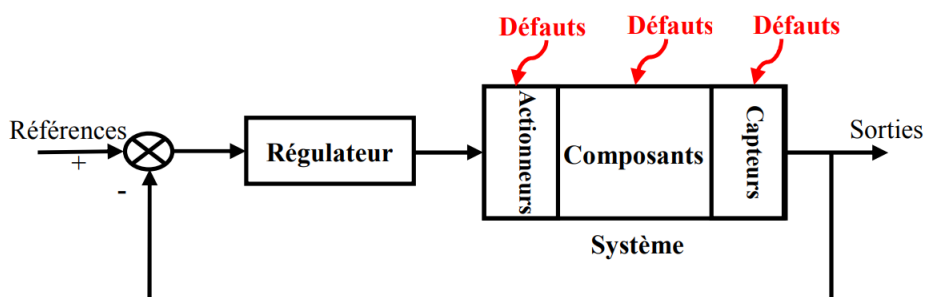 Défauts
Défauts
Défauts
Références
+
-
Régulateur
Actionneurs
Composants
Capteurs
Sorties
Système